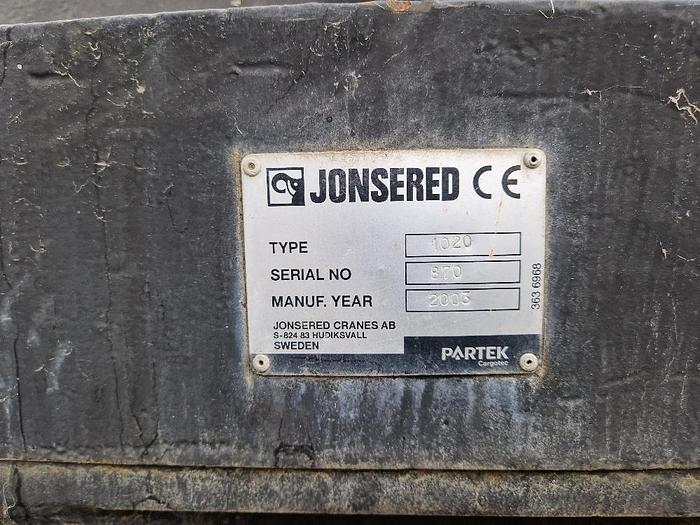 JONSERED CE
TYPE 1020
SERIAL NO 870
MANUF. YEAR 2003
363 6968
JONSERED CRANES AB
S-824 83 HUDIKSVALL
SWEDEN
PARTEK
Cargotec